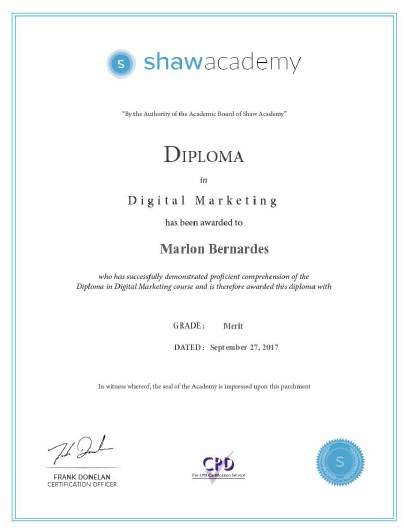 S shawacademy
"By the Authority of the Academic Board of Shaw Academy"
DIPLOMA
in
Digital Marketing
has been awarded to
Marlon Bernardes
who has successfully demonstrated proficient comprehension of the
Diploma in Digital Marketing course and is therefore awarded this diploma with
GRADE: Merit
DATED: September 27, 2017
In witness whereof, the seal of the Academy is impressed upon this parchment
FRANK DONELAN
CERTIFICATION OFFICER
CPD
The CPD Certification Service
S